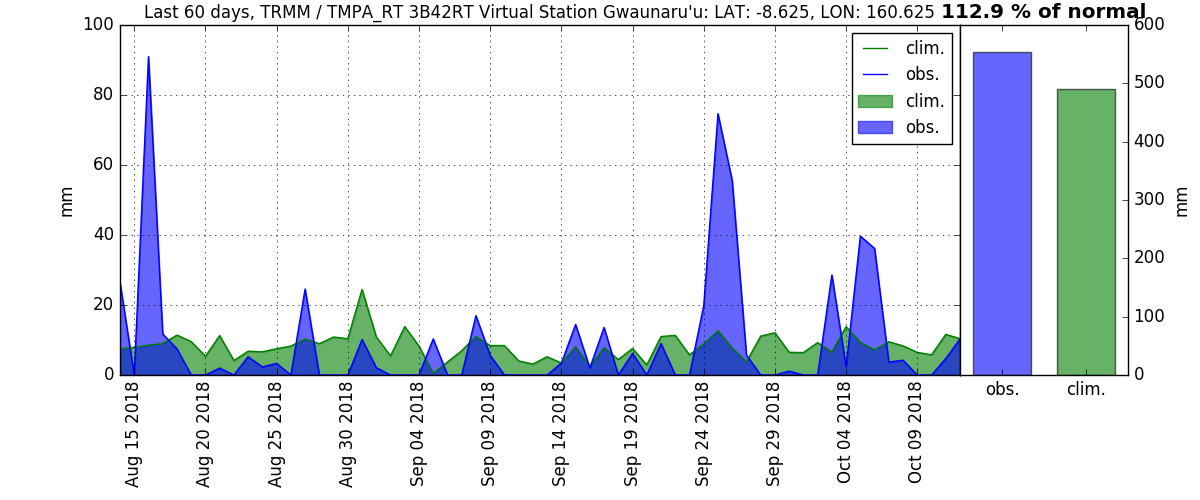 Last 60 days, TRMM / TMPA_RT 3B42RT Virtual Station Gwaunaru'u: LAT: -8.625, LON: 160.625 112.9 % of normal
100
80
60
40
20
0
mm
clim.
obs.
clim.
obs.
600
500
400
300
200
100
0
mm
Aug 15 2018
Aug 20 2018
Aug 25 2018
Aug 30 2018
Sep 04 2018
Sep 09 2018
Sep 14 2018
Sep 19 2018
Sep 24 2018
Sep 29 2018
Oct 04 2018
Oct 09 2018
obs.
clim.